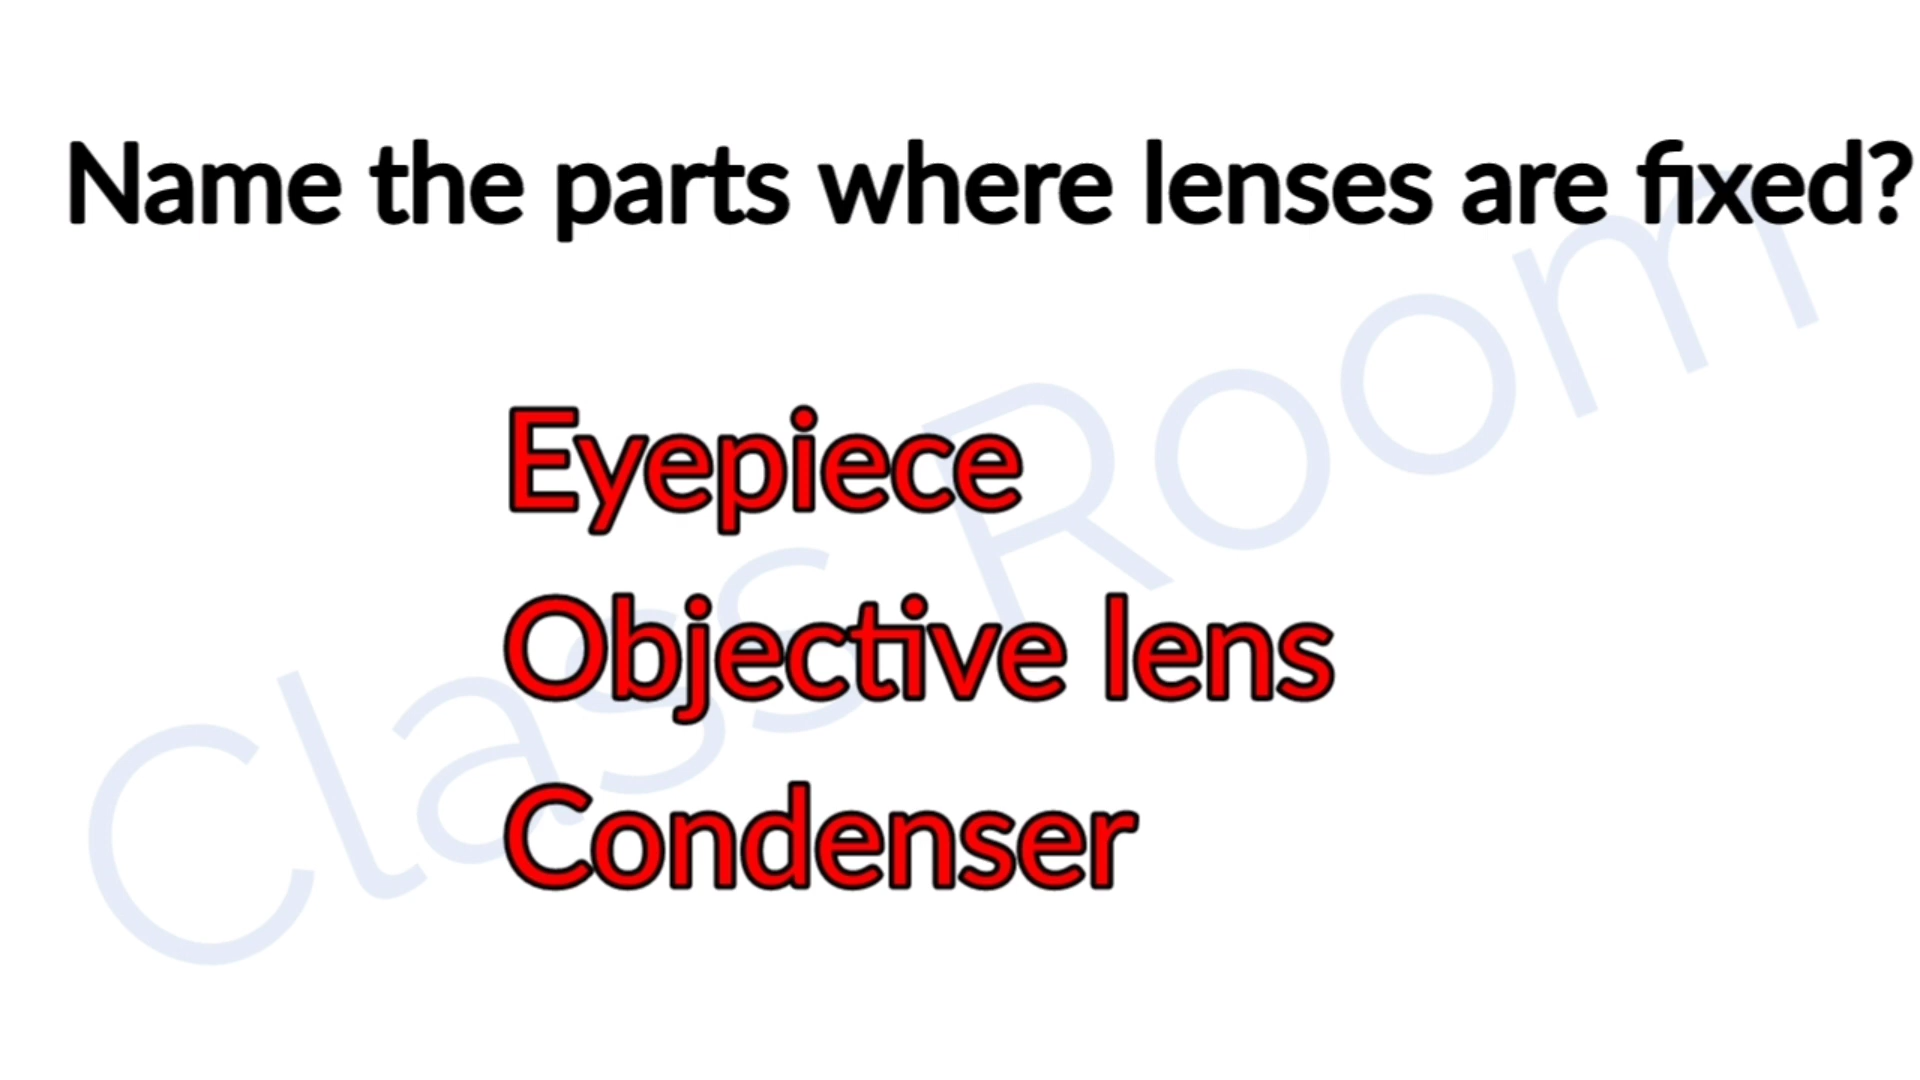 Name the parts where lenses are fixed?
Eyepiece
Objective lens
Condenser
Class Room